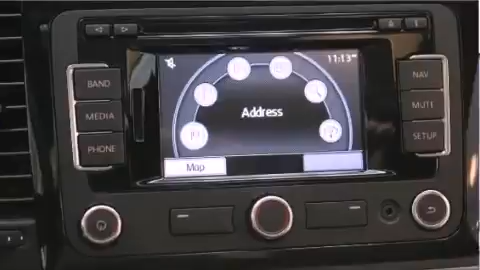 11:13
BAND
NAV
MEDIA
Address
MUTE
PHONE
SETUP
Map